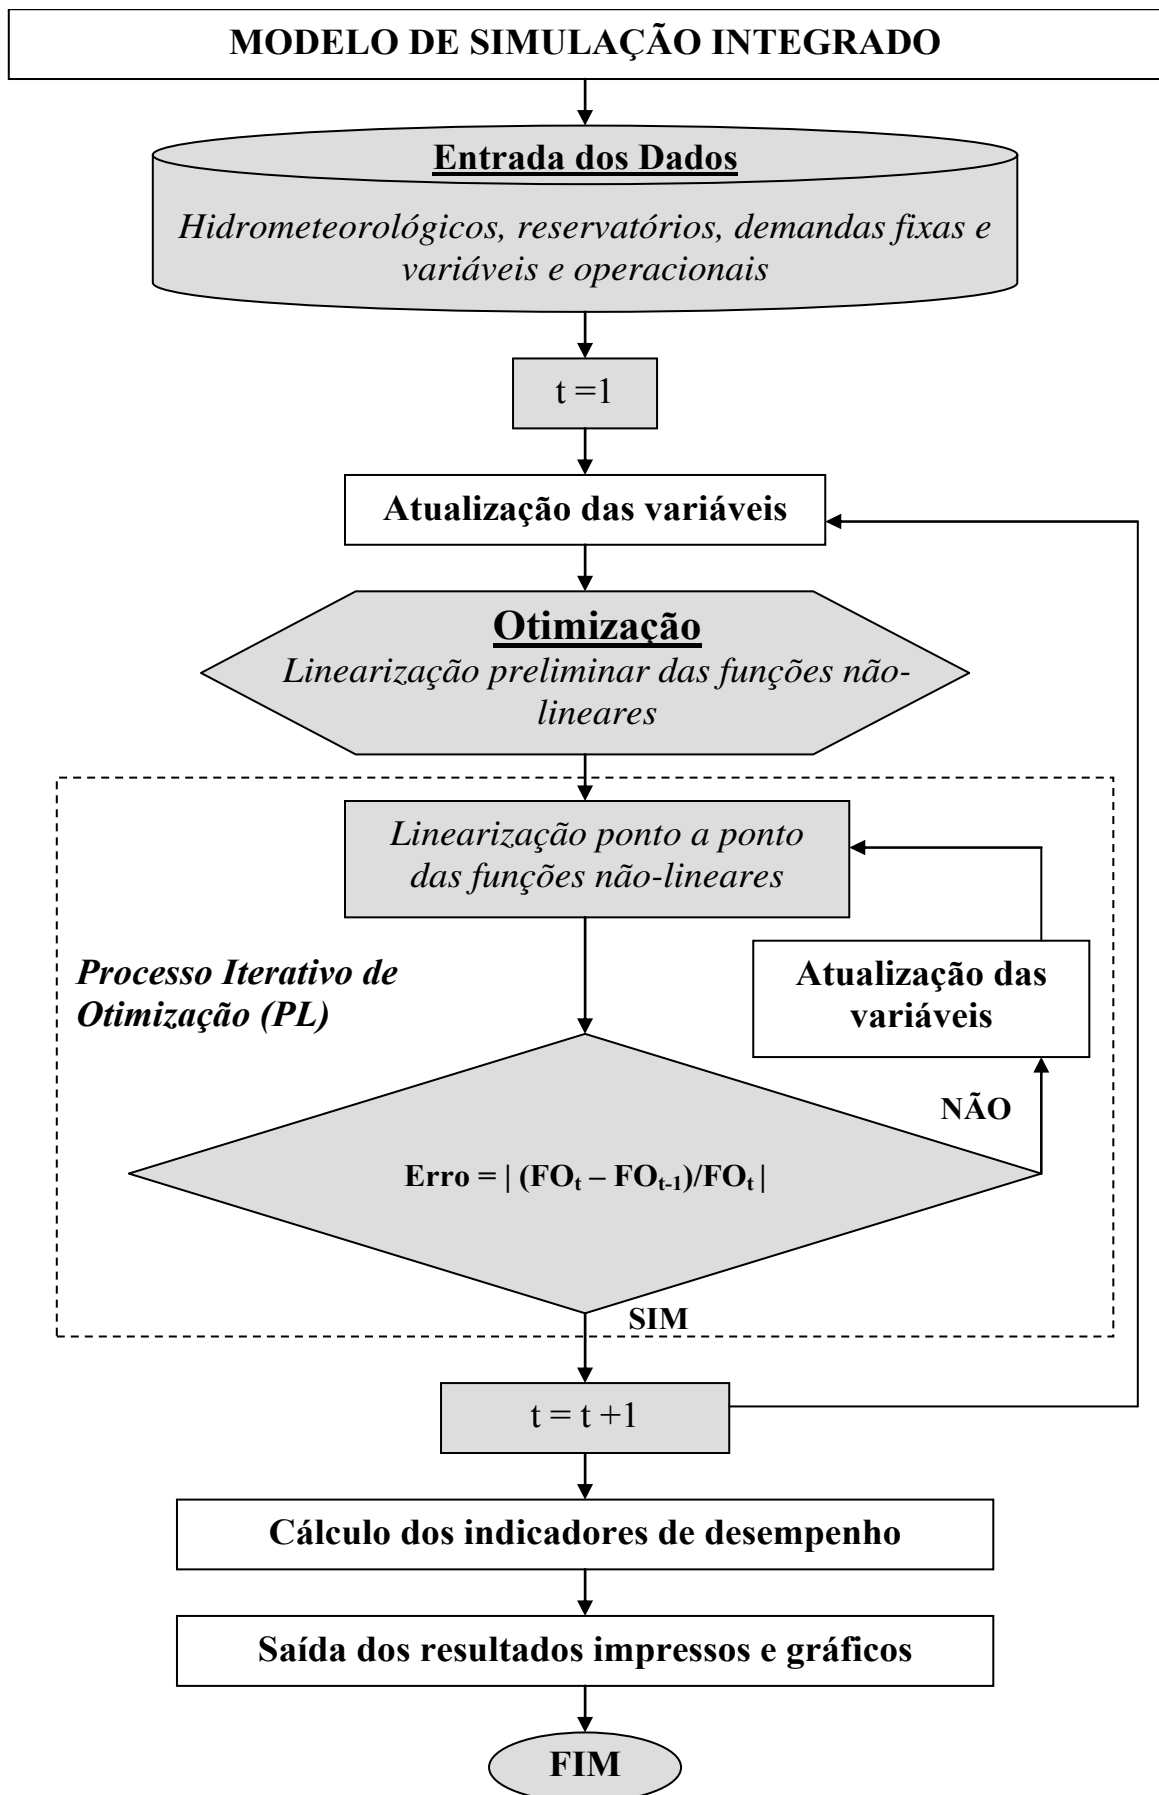 MODELO DE SIMULAÇÃO INTEGRADO
Entrada dos Dados
Hidrometeorológicos, reservatórios, demandas fixas e
variáveis e operacionais
t =1
Atualização das variáveis
Otimização
Linearização preliminar das funções não-
lineares
Linearização ponto a ponto
das funções não-lineares
Processo Iterativo de
Otimização (PL)
Atualização das
variáveis
NÃO
Erro = | (FOt – FOt-1)/FOt |
SIM
t = t +1
Cálculo dos indicadores de desempenho
Saída dos resultados impressos e gráficos
FIM